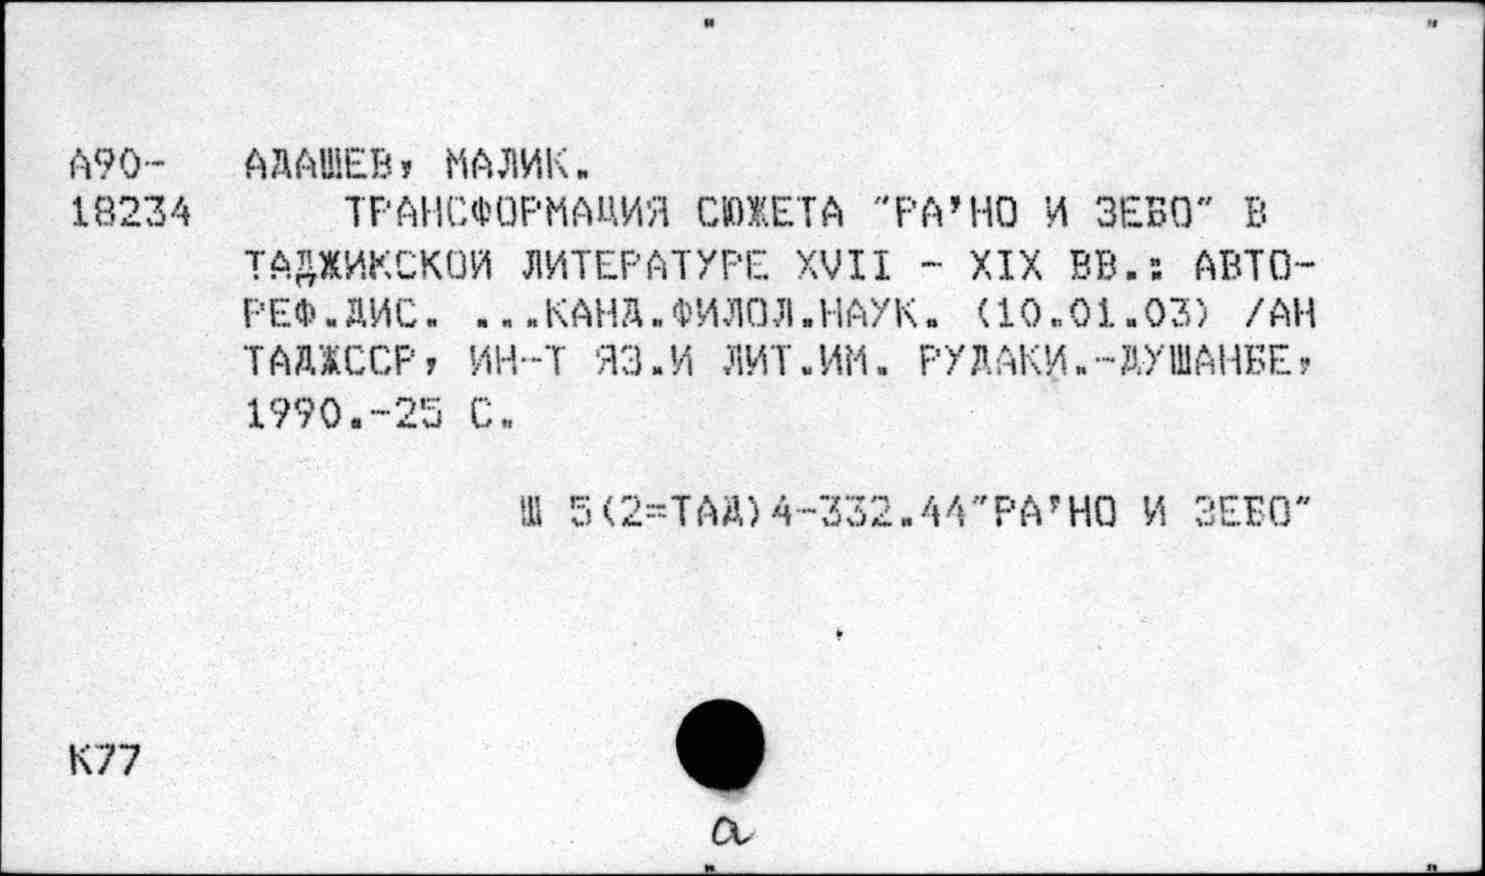 А90-   АДАШЕВ, МАЛИК.
18234   ТРАНСФОРМАЦИЯ СЮЖЕТА "РА'НО И ЗЕБО" В
ТАДЖИКСКОЙ ЛИТЕРАТУРЕ XVII - XIX ВВ.: АВТО-
РЕФ.ДИС. ...КАНД.ФИЛОЛ.НАУК. (10.01.03) /АН
ТАДЖССР, ИН-Т ЯЗ.И ЛИТ.ИМ. РУДАКИ.-ДУШАНБЕ,
1990.-25 С.
Ш 5(2=ТАД)4-332.44"РА'НО И ЗЕБО"
К77
а